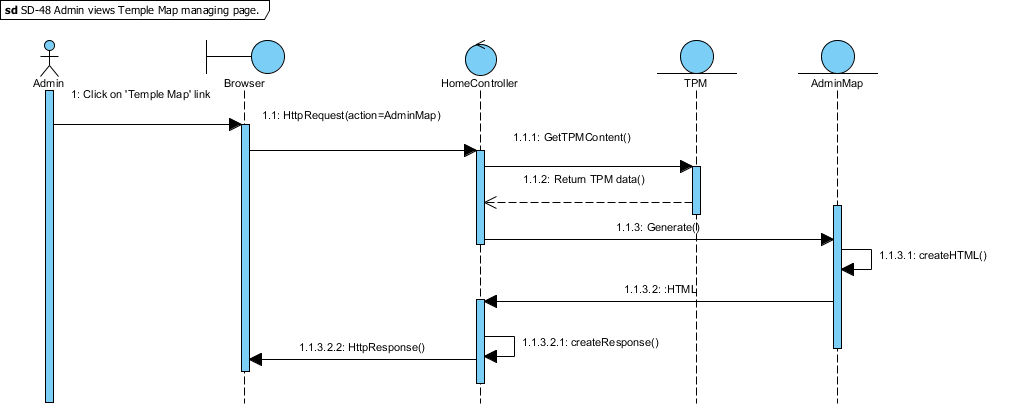 sd SD-48 Admin views Temple Map managing page.
Admin
Browser
HomeController
TPM
AdminMap
1: Click on 'Temple Map' link
1.1: HttpRequest(action=AdminMap)
1.1.1: GetTPMContent()
1.1.2: Return TPM data()
1.1.3: Generate()
1.1.3.1: createHTML()
1.1.3.2: :HTML
1.1.3.2.1: createResponse()
1.1.3.2.2: HttpResponse()